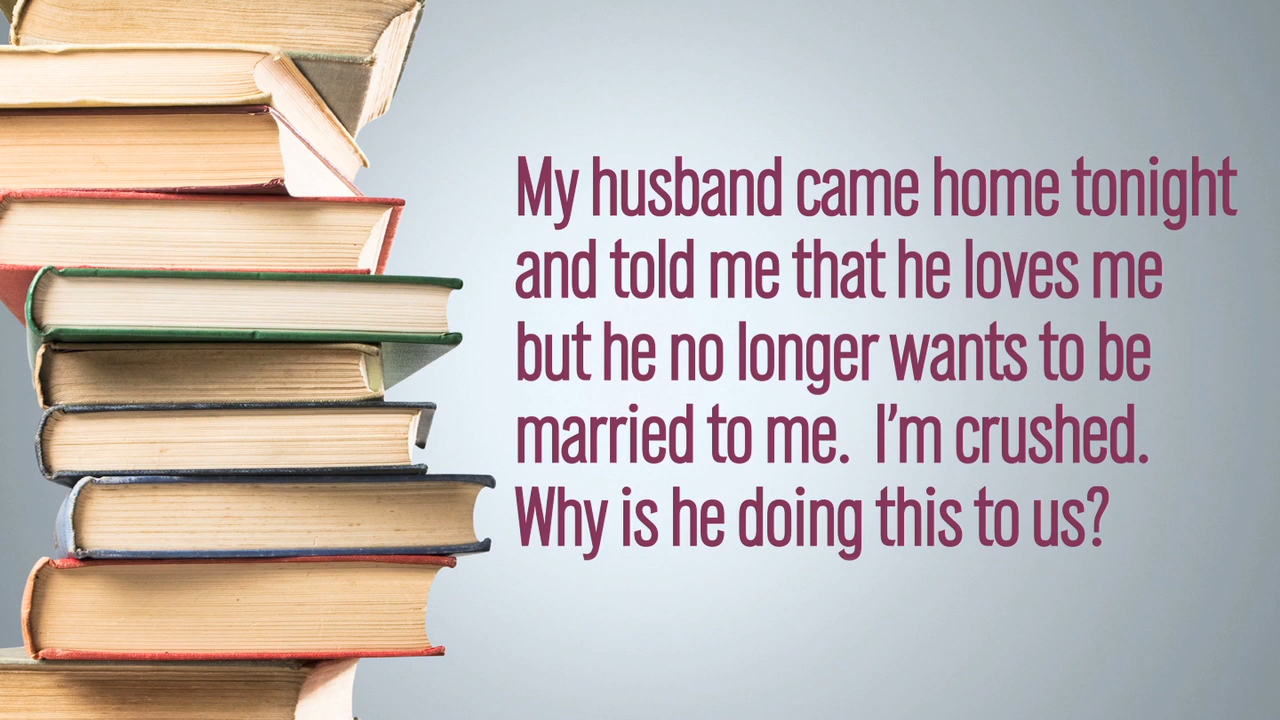 My husband came home tonight
and told me that he loves me
but he no longer wants to be
married to me.  I'm crushed.
Why is he doing this to us?